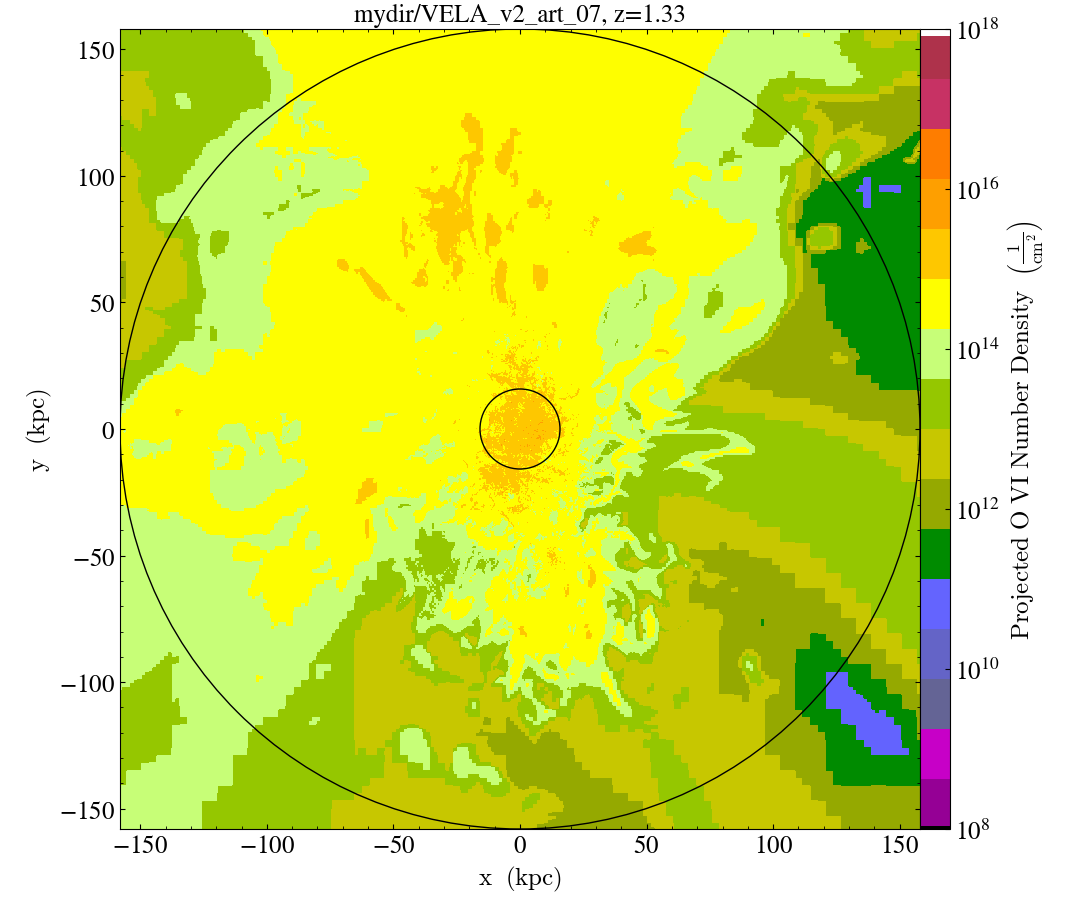 mydir/VELA_v2_art_07, z=1.33
150
100
50
0
−50
−100
−150
y (kpc)
−150 −100 −50 0 50 100 150
x (kpc)
10^18
10^16
10^14
10^12
10^10
10^8
Projected O VI Number Density (1/cm^2)